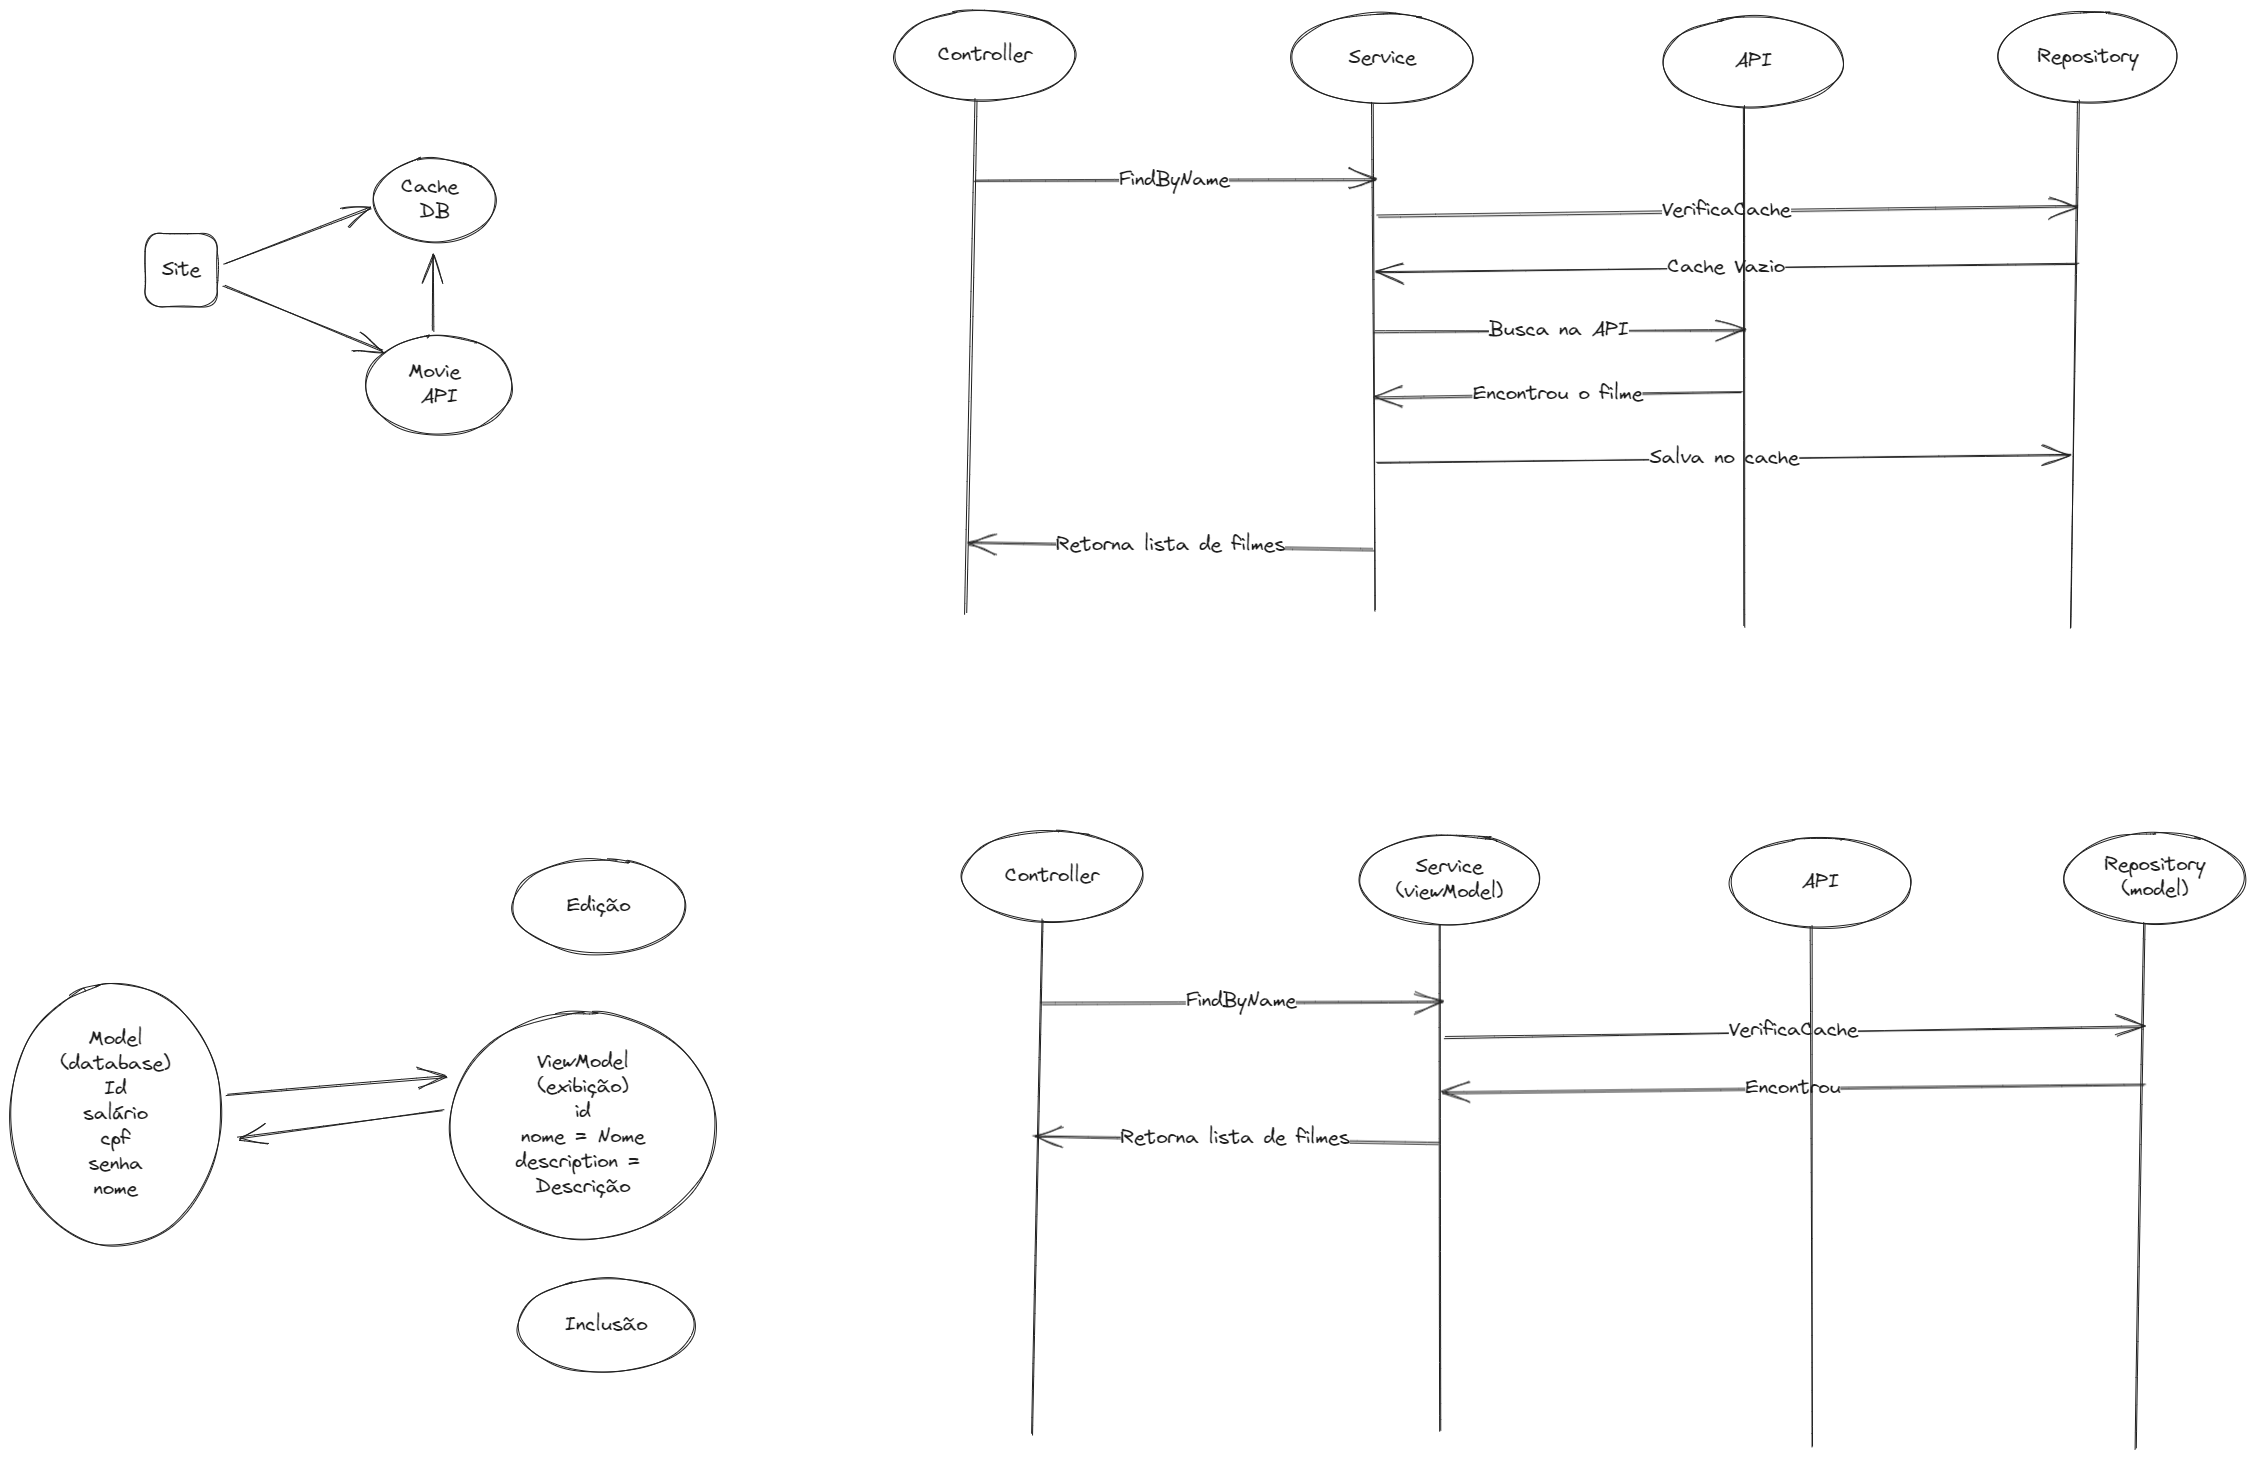 Cache
DB
Site
Movie
API
Controller
Service
API
Repository
FindByName
VerificaCache
Cache Vazio
Busca na API
Encontrou o filme
Salva no cache
Retorna lista de filmes
Edição
Model
(database)
Id
salário
cpf
senha
nome
ViewModel
(exibição)
id
nome = Nome
description =
Descrição
Inclusão
Controller
Service
(viewModel)
API
Repository
(model)
FindByName
VerificaCache
Encontrou
Retorna lista de filmes